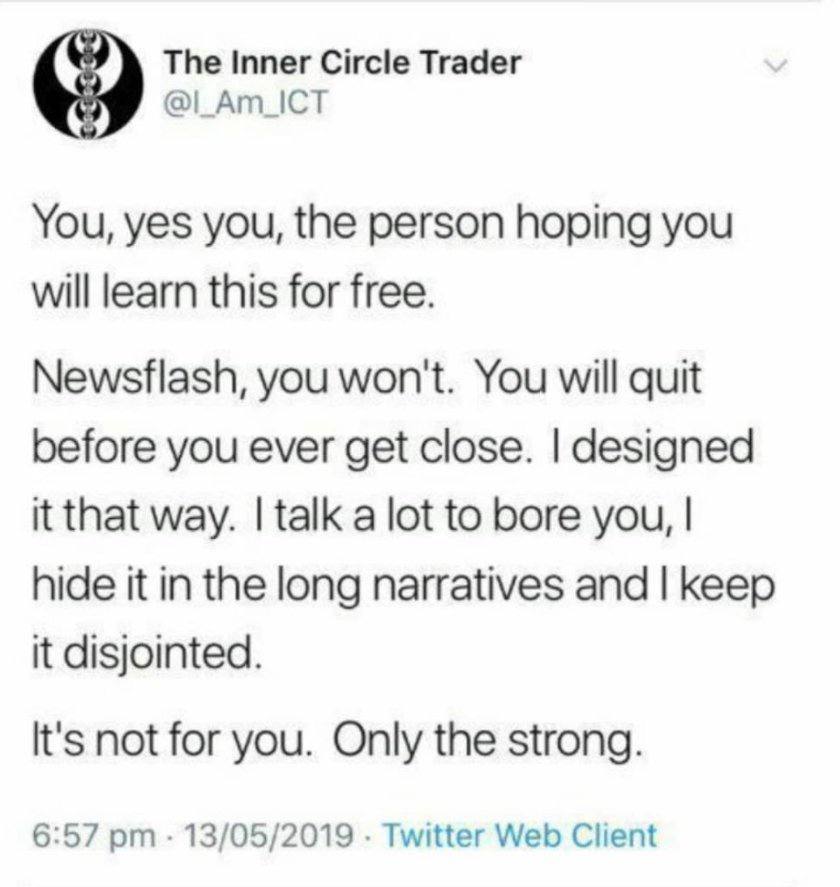 The Inner Circle Trader
@I_Am_ICT
You, yes you, the person hoping you
will learn this for free.
Newsflash, you won't. You will quit
before you ever get close. I designed
it that way. I talk a lot to bore you, I
hide it in the long narratives and I keep
it disjointed.
It's not for you. Only the strong.
6:57 pm · 13/05/2019 · Twitter Web Client